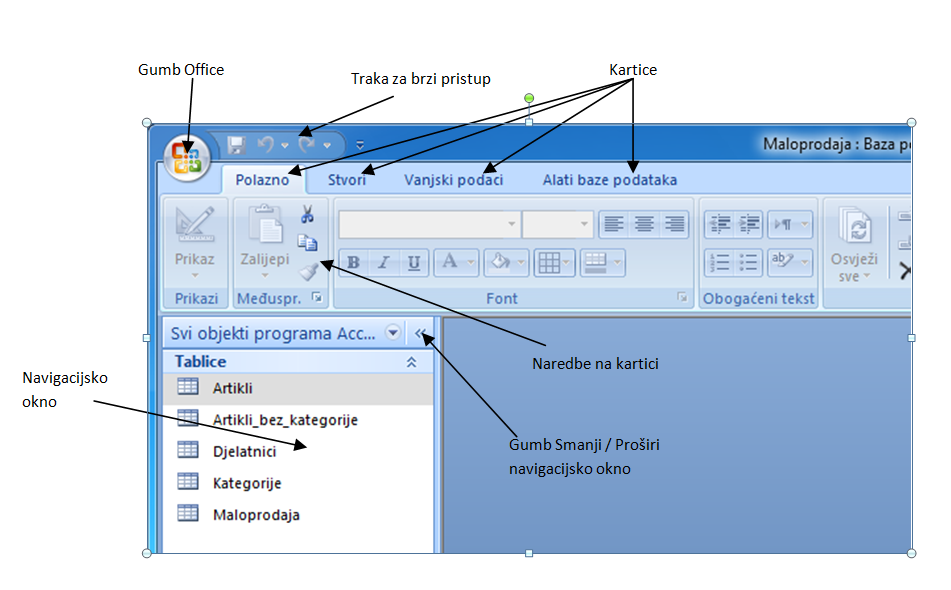 Gumb Office
Traka za brzi pristup
Kartice
Maloprodaja : Baza
Polazno
Stvori
Vanjski podaci
Alati baze podataka
Prikaz
Zalijepi
B I U
A
ab
Osvježi
sve
Prikazi
Međuspr.
Font
Obogaćeni tekst
Svi objekti programa Acc...
Tablice
Artikli
Artikli_bez_kategorije
Djelatnici
Kategorije
Maloprodaja
Navigacijsko
okno
Naredbe na kartici
Gumb Smanji / Proširi
navigacijsko okno